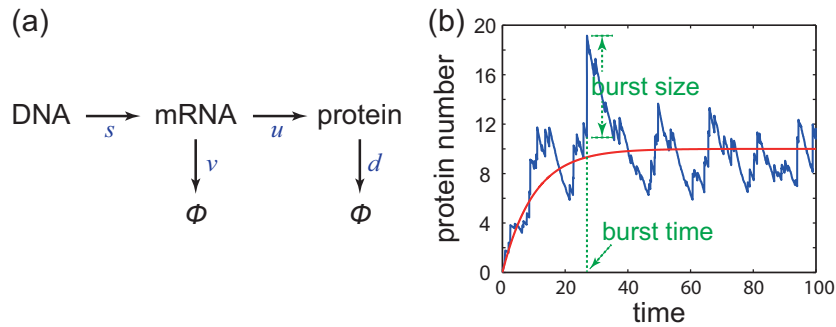 (a)
DNA s mRNA u protein
v d
Φ Φ
(b)
protein number
20
16
12
8
4
0
burst size
burst time
0 20 40 60 80 100
time